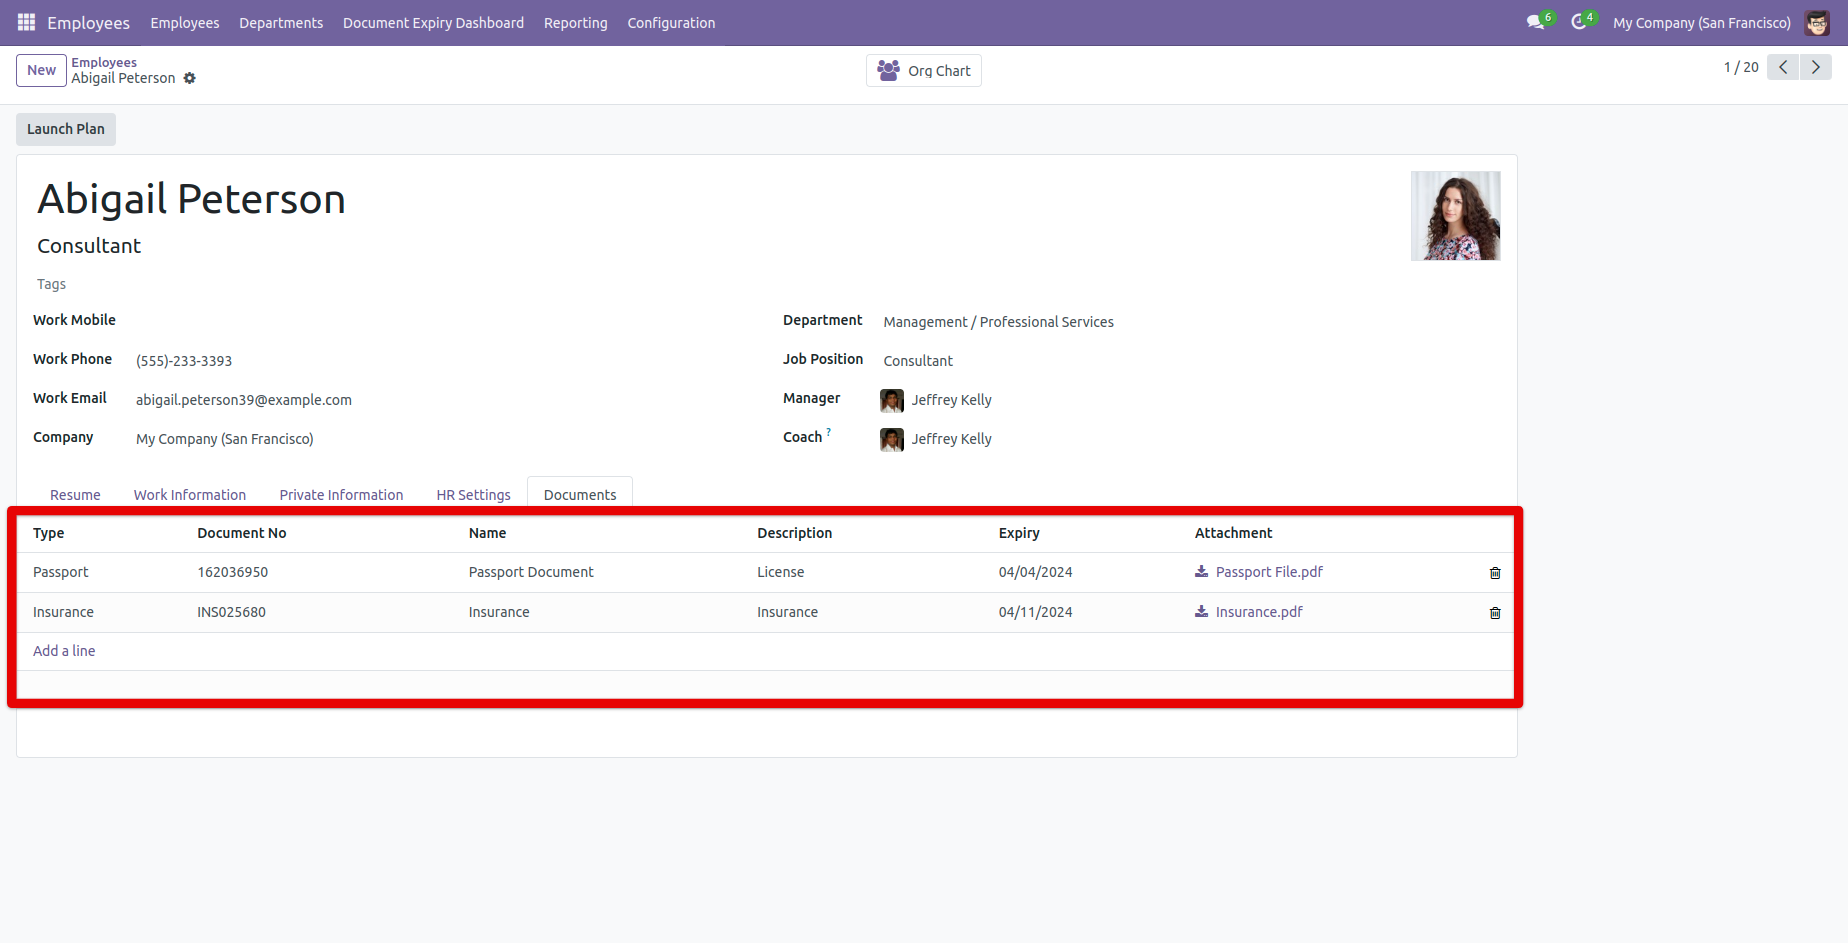 Employees Employees Departments Document Expiry Dashboard Reporting Configuration 6 4 My Company (San Francisco)
New Employees Org Chart 1 / 20
Abigail Peterson
Launch Plan
Abigail Peterson
Consultant
Tags
Work Mobile Department Management / Professional Services
Work Phone (555)-233-3393 Job Position Consultant
Work Email abigail.peterson39@example.com Manager Jeffrey Kelly
Company My Company (San Francisco) Coach ? Jeffrey Kelly
Resume Work Information Private Information HR Settings Documents
Type Document No Name Description Expiry Attachment
Passport 162036950 Passport Document License 04/04/2024 Passport File.pdf
Insurance INS025680 Insurance Insurance 04/11/2024 Insurance.pdf
Add a line